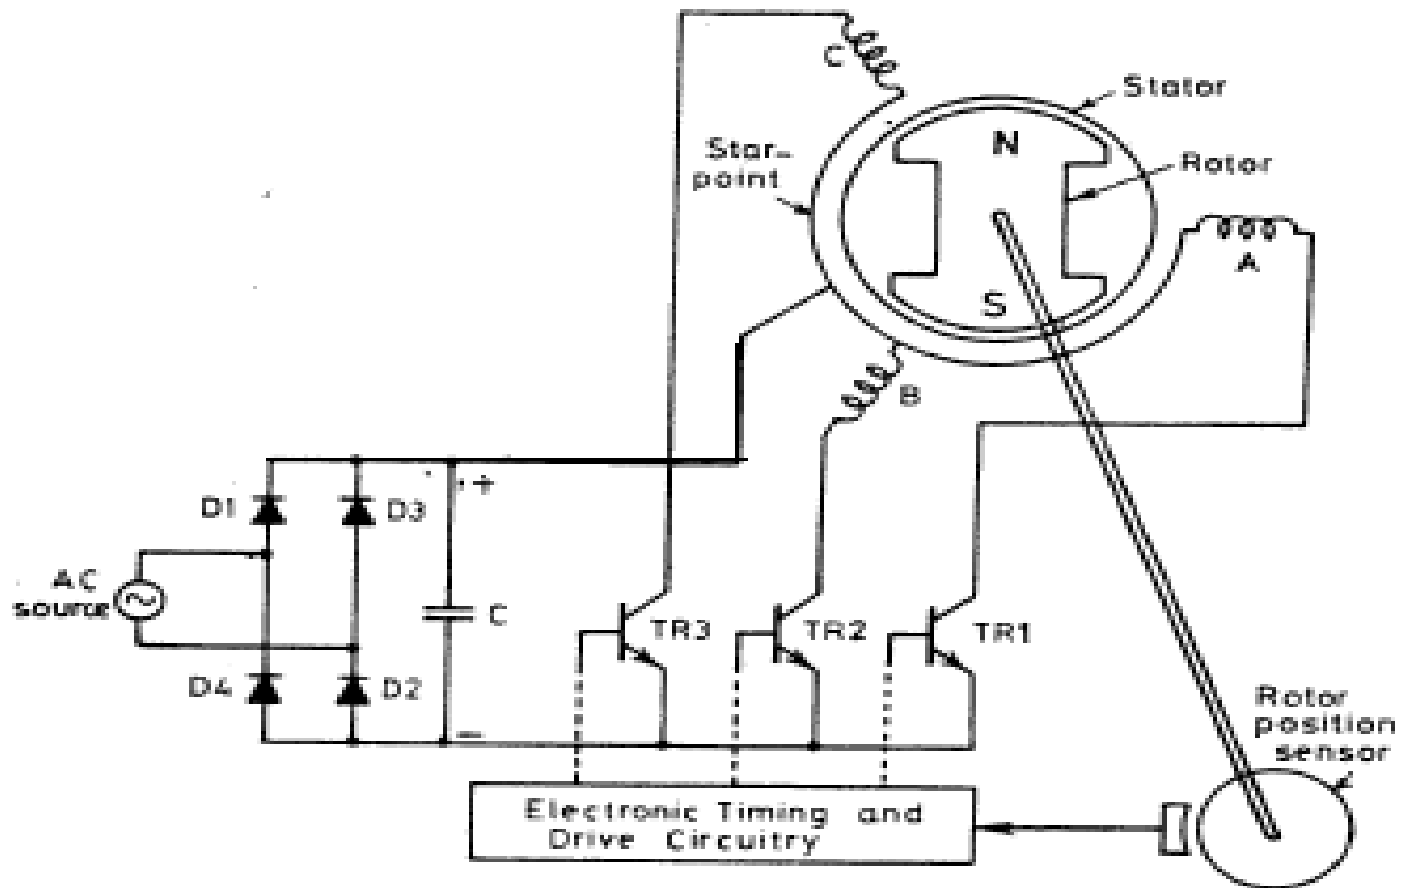 C
Stator
N
Star-
point
Rotor
A
S
B
+
D1
D3
AC
source
C
TR3
TR2
TR1
D4
D2
−
Rotor
position
sensor
Electronic Timing and
Drive Circuitry